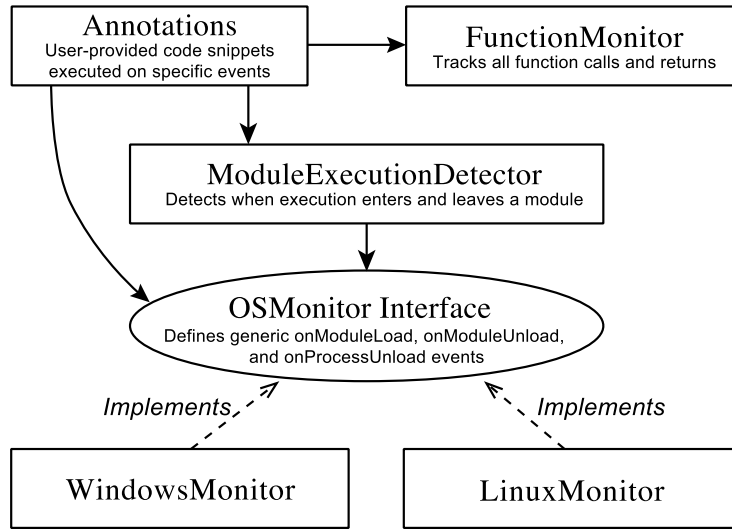 Annotations
User-provided code snippets
executed on specific events
FunctionMonitor
Tracks all function calls and returns
ModuleExecutionDetector
Detects when execution enters and leaves a module
OSMonitor Interface
Defines generic onModuleLoad, onModuleUnload,
and onProcessUnload events
Implements
Implements
WindowsMonitor
LinuxMonitor